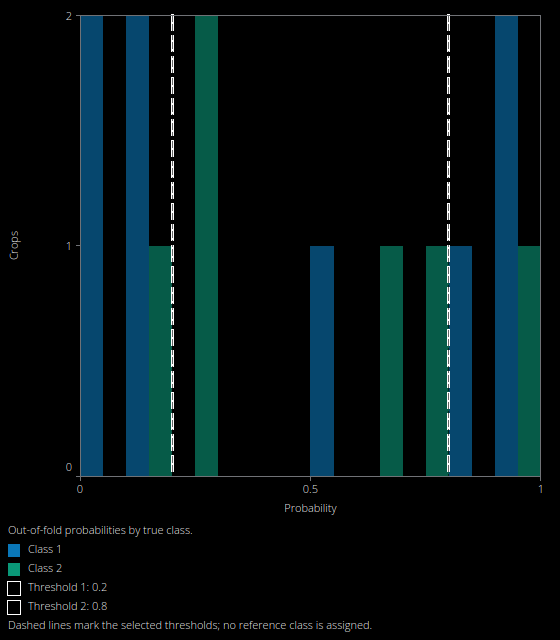 2
Crops
1
0
0
0.5
1
Probability
Out-of-fold probabilities by true class.
Class 1
Class 2
Threshold 1: 0.2
Threshold 2: 0.8
Dashed lines mark the selected thresholds; no reference class is assigned.